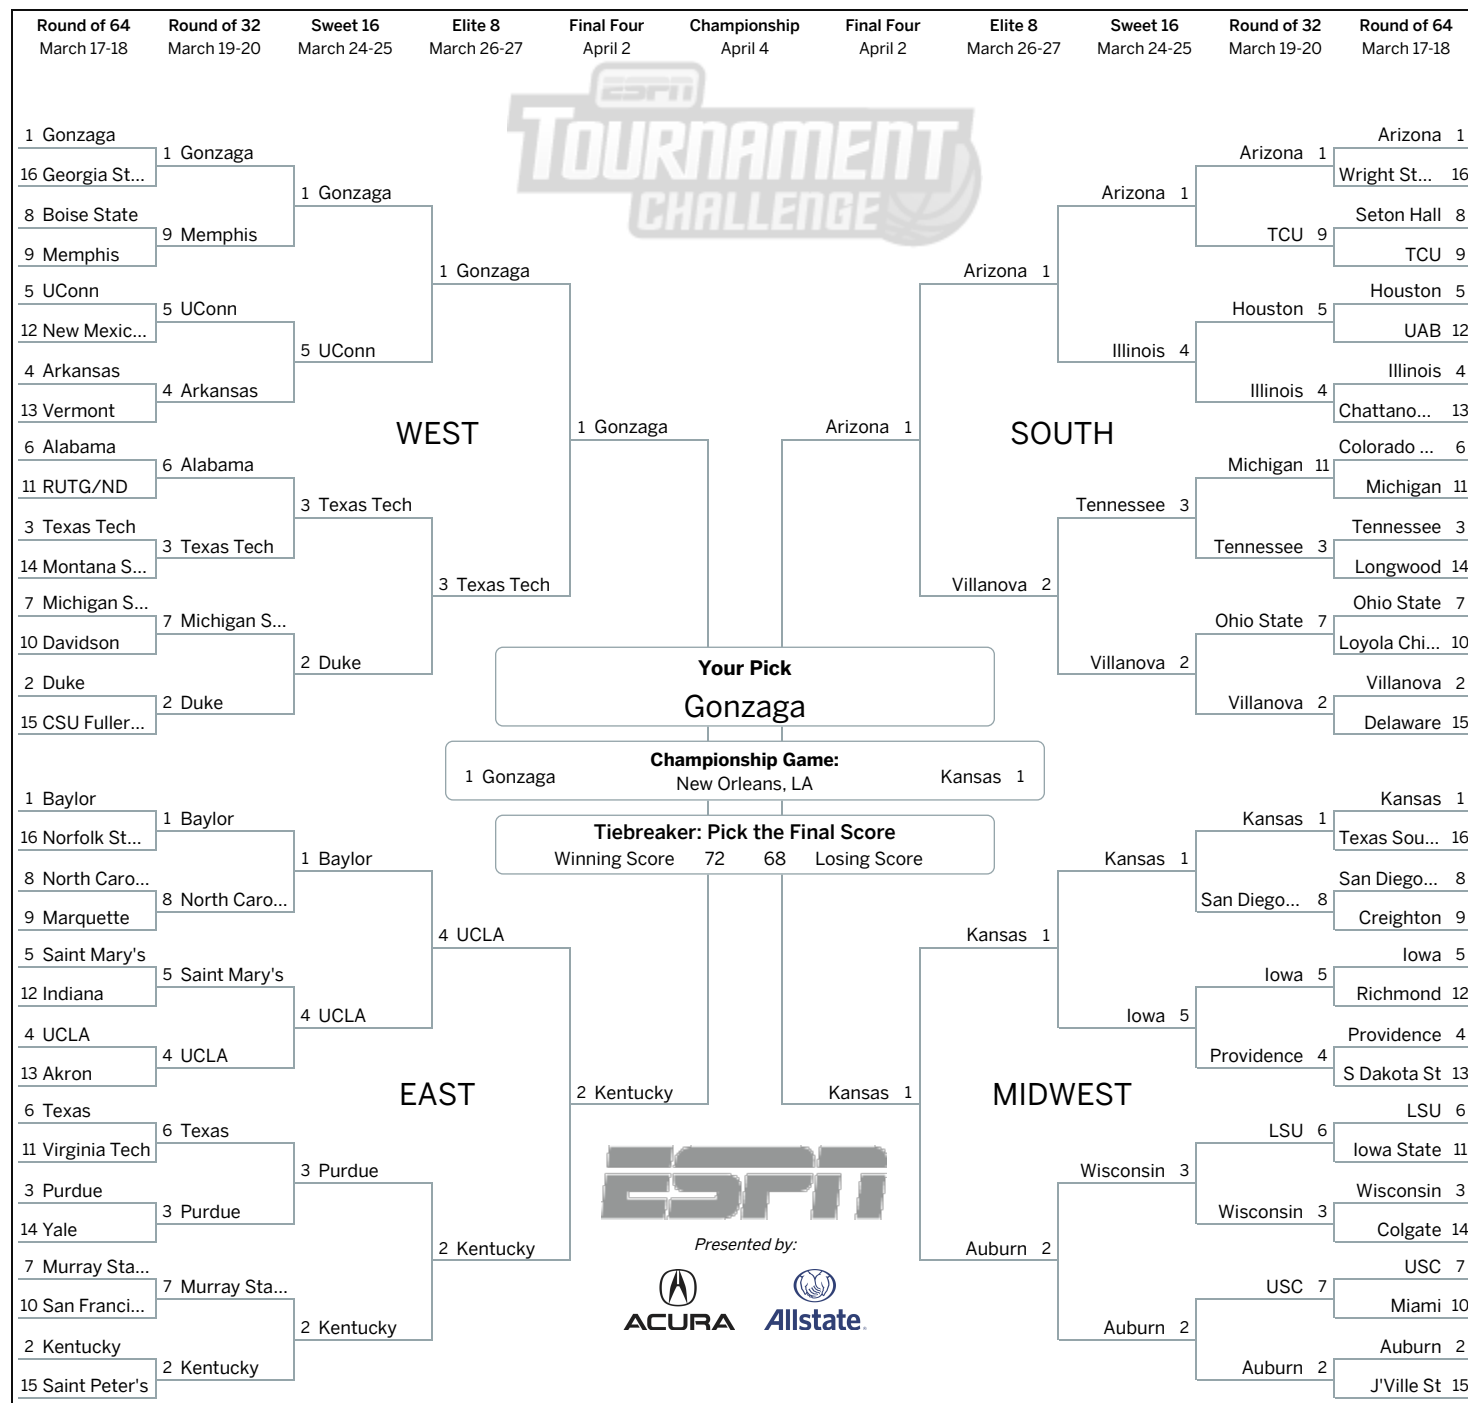 Round of 64 Round of 32 Sweet 16 Elite 8 Final Four Championship Final Four Elite 8 Sweet 16 Round of 32 Round of 64
March 17-18 March 19-20 March 24-25 March 26-27 April 2 April 4 April 2 March 26-27 March 24-25 March 19-20 March 17-18
ESPN
TOURNAMENT
CHALLENGE
1 Gonzaga
16 Georgia St...
8 Boise State
9 Memphis
5 UConn
12 New Mexic...
4 Arkansas
13 Vermont
6 Alabama
11 RUTG/ND
3 Texas Tech
14 Montana S...
7 Michigan S...
10 Davidson
2 Duke
15 CSU Fuller...
1 Gonzaga
9 Memphis
5 UConn
4 Arkansas
6 Alabama
3 Texas Tech
7 Michigan S...
2 Duke
1 Gonzaga
5 UConn
3 Texas Tech
2 Duke
1 Gonzaga
3 Texas Tech
WEST
1 Gonzaga
Arizona 1
SOUTH
Arizona 1
Villanova 2
Arizona 1
Illinois 4
Tennessee 3
Villanova 2
Arizona 1
TCU 9
Houston 5
Illinois 4
Michigan 11
Tennessee 3
Ohio State 7
Villanova 2
Arizona 1
Wright St... 16
Seton Hall 8
TCU 9
Houston 5
UAB 12
Illinois 4
Chattano... 13
Colorado ... 6
Michigan 11
Tennessee 3
Longwood 14
Ohio State 7
Loyola Chi... 10
Villanova 2
Delaware 15
Your Pick
Gonzaga
Championship Game:
1 Gonzaga New Orleans, LA Kansas 1
Tiebreaker: Pick the Final Score
Winning Score 72 68 Losing Score
1 Baylor
16 Norfolk St...
8 North Caro...
9 Marquette
5 Saint Mary's
12 Indiana
4 UCLA
13 Akron
6 Texas
11 Virginia Tech
3 Purdue
14 Yale
7 Murray Sta...
10 San Franci...
2 Kentucky
15 Saint Peter's
1 Baylor
8 North Caro...
5 Saint Mary's
4 UCLA
6 Texas
3 Purdue
7 Murray Sta...
2 Kentucky
1 Baylor
4 UCLA
3 Purdue
2 Kentucky
4 UCLA
2 Kentucky
EAST
2 Kentucky
Kansas 1
MIDWEST
Kansas 1
Auburn 2
Kansas 1
Iowa 5
Wisconsin 3
Auburn 2
Kansas 1
San Diego... 8
Iowa 5
Providence 4
LSU 6
Wisconsin 3
USC 7
Auburn 2
Kansas 1
Texas Sou... 16
San Diego... 8
Creighton 9
Iowa 5
Richmond 12
Providence 4
S Dakota St 13
LSU 6
Iowa State 11
Wisconsin 3
Colgate 14
USC 7
Miami 10
Auburn 2
J'Ville St 15
ESPN
Presented by:
ACURA Allstate.